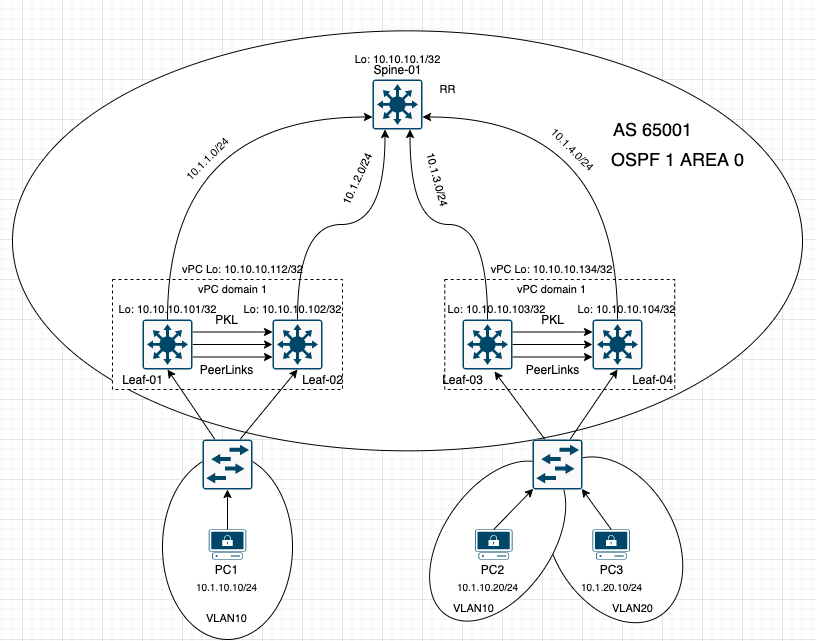 Lo: 10.10.10.1/32
Spine-01
RR
AS 65001
OSPF 1 AREA 0
10.1.1.0/24
10.1.2.0/24
10.1.3.0/24
10.1.4.0/24
vPC Lo: 10.10.10.112/32
vPC domain 1
Lo: 10.10.10.101/32
Lo: 10.10.10.102/32
PKL
PeerLinks
Leaf-01
Leaf-02
vPC Lo: 10.10.10.134/32
vPC domain 1
Lo: 10.10.10.103/32
Lo: 10.10.10.104/32
PKL
PeerLinks
Leaf-03
Leaf-04
PC1
10.1.10.10/24
VLAN10
PC2
10.1.10.20/24
VLAN10
PC3
10.1.20.10/24
VLAN20